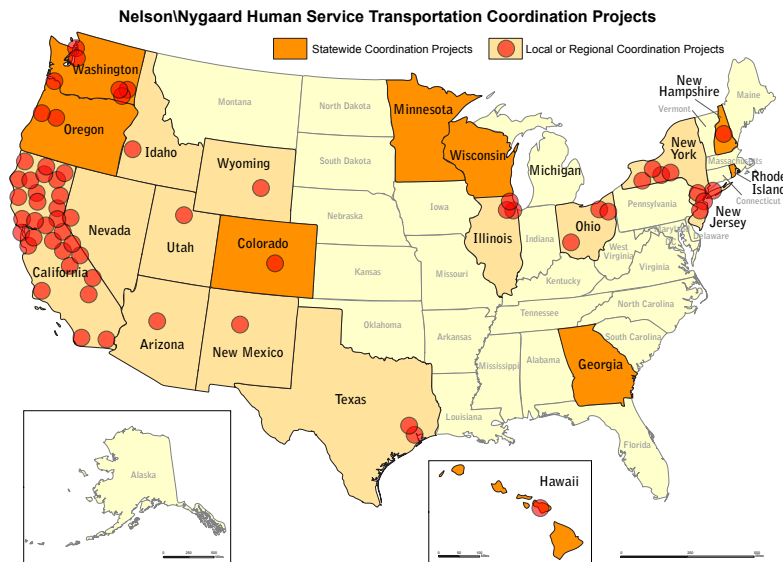 Nelson\Nygaard Human Service Transportation Coordination Projects
Statewide Coordination Projects
Local or Regional Coordination Projects
Washington
Oregon
Idaho
Montana
North Dakota
South Dakota
Minnesota
Wisconsin
Michigan
New
Hampshire
Vermont
Maine
New
York
Massachusetts
Rhode
Island
Connecticut
New
Jersey
Pennsylvania
Maryland
DC
Delaware
Wyoming
Nebraska
Iowa
Illinois
Indiana
Ohio
West
Virginia
Virginia
Nevada
Utah
Colorado
Kansas
Missouri
Kentucky
California
Arizona
New Mexico
Oklahoma
Arkansas
Tennessee
North Carolina
South Carolina
Texas
Louisiana
Mississippi
Alabama
Georgia
Florida
Alaska
Hawaii